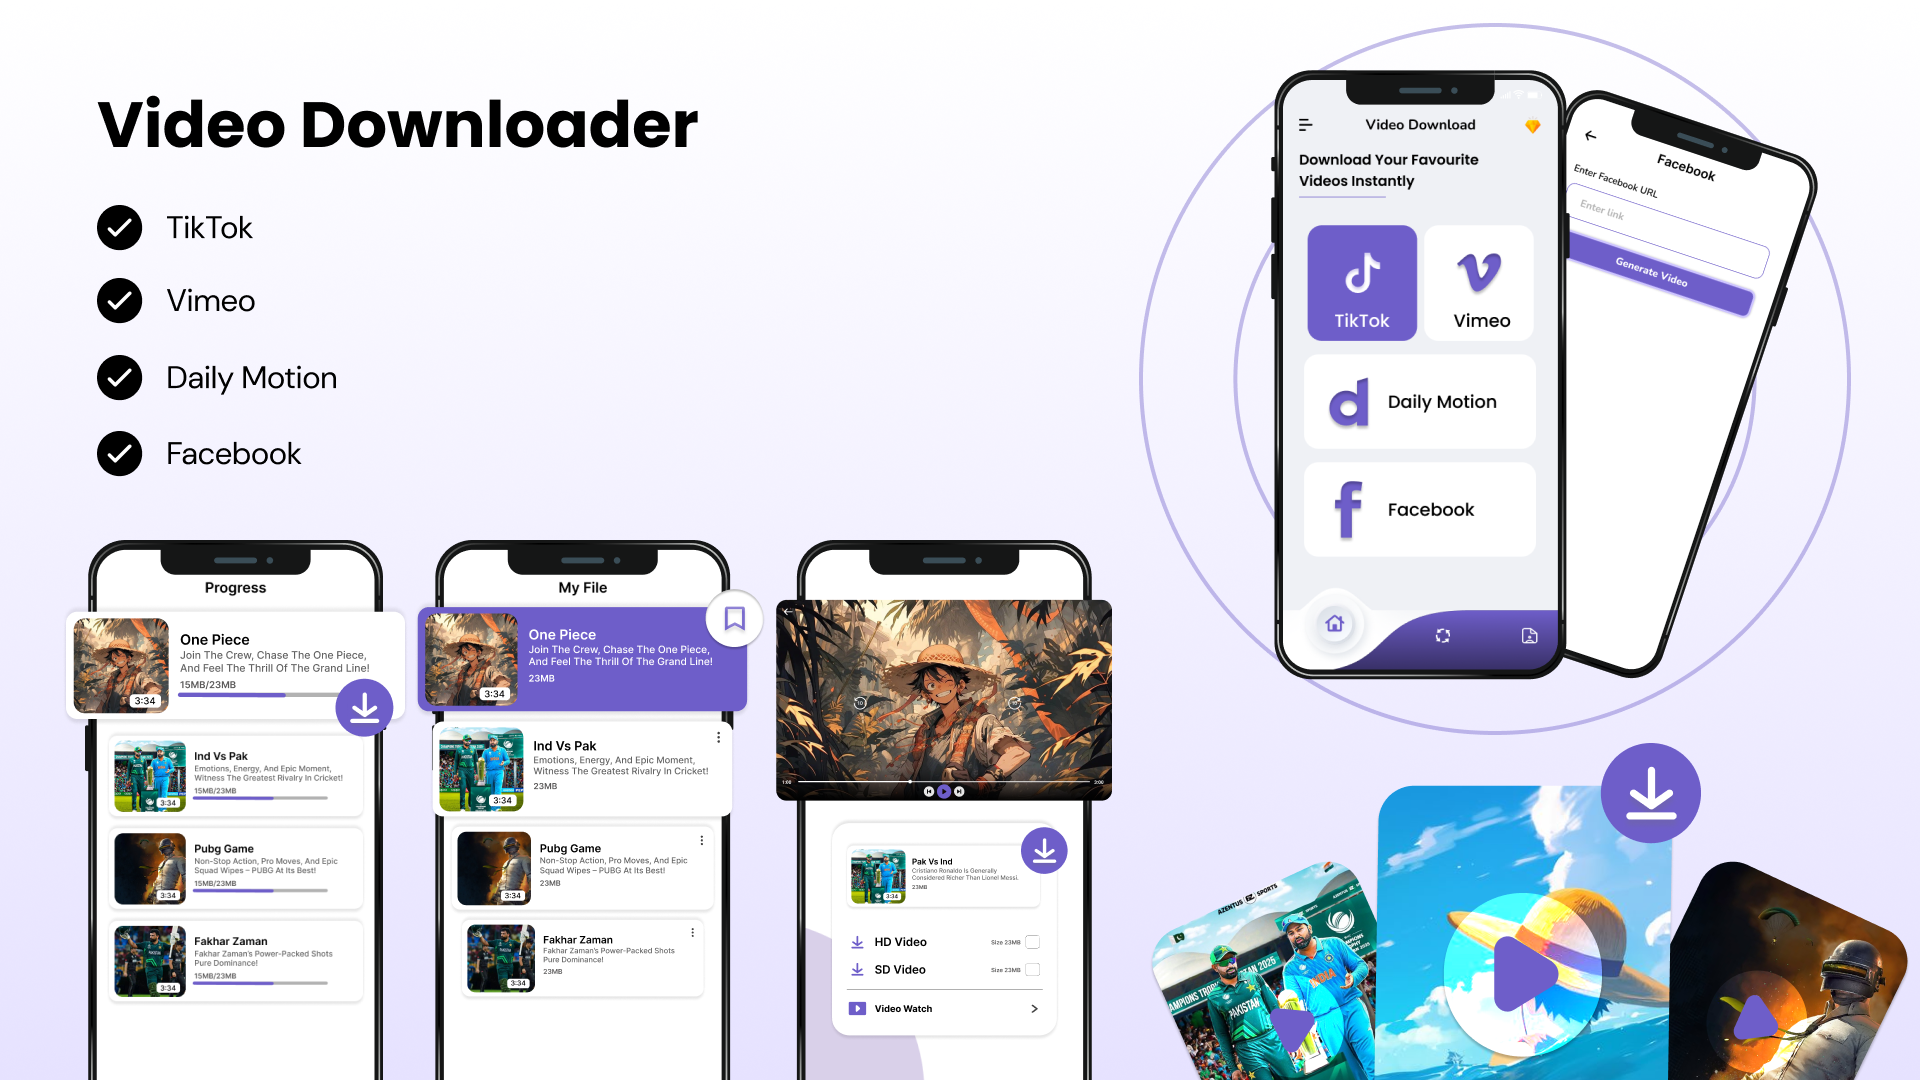 Video Downloader
TikTok
Vimeo
Daily Motion
Facebook
Video Download
Download Your Favourite
Videos Instantly
TikTok
Vimeo
Daily Motion
Facebook
Facebook
Enter Facebook URL
Enter link
Generate Video
Progress
One Piece
Join The Crew, Chase The One Piece,
And Feel The Thrill Of The Grand Line!
15MB/23MB
3:34
Ind Vs Pak
Emotions, Energy, And Epic Moment,
Witness The Greatest Rivalry In Cricket!
15MB/23MB
3:34
Pubg Game
Non-Stop Action, Pro Moves, And Epic
Squad Wipes – PUBG At Its Best!
15MB/23MB
3:34
Fakhar Zaman
Fakhar Zaman's Power-Packed Shots
Pure Dominance!
15MB/23MB
3:34
My File
One Piece
Join The Crew, Chase The One Piece,
And Feel The Thrill Of The Grand Line!
23MB
3:34
Ind Vs Pak
Emotions, Energy, And Epic Moment,
Witness The Greatest Rivalry In Cricket!
23MB
3:34
Pubg Game
Non-Stop Action, Pro Moves, And Epic
Squad Wipes – PUBG At Its Best!
23MB
3:34
Fakhar Zaman
Fakhar Zaman's Power-Packed Shots
Pure Dominance!
23MB
3:34
10
1:00
3:00
Pak Vs Ind
Cristiano Ronaldo Is Generally
Considered Richer Than Lionel Messi.
23MB
3:34
HD Video
Size 23MB
SD Video
Size 23MB
Video Watch
AZENTUS SPORTS
PAKISTAN
INDIA